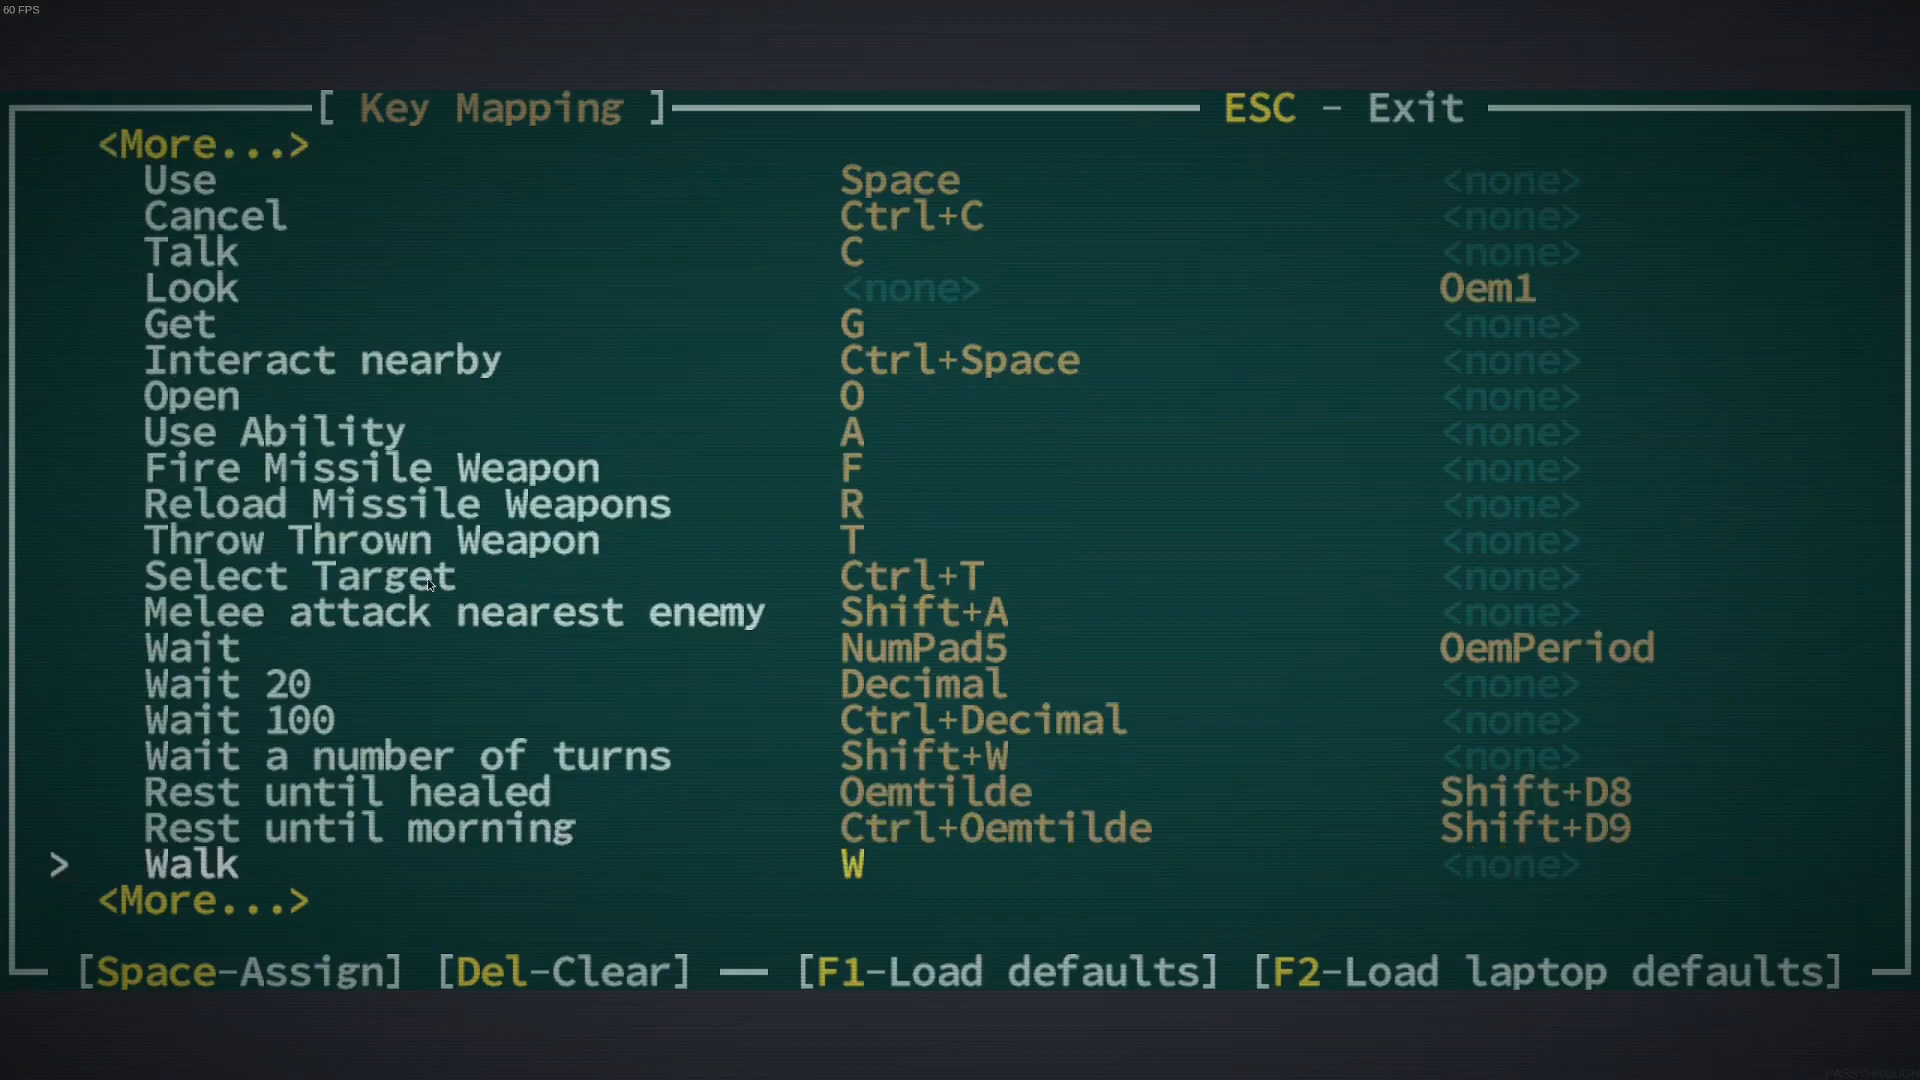 60 FPS
[ Key Mapping ] ESC - Exit
<More...>
Use Space <none>
Cancel Ctrl+C <none>
Talk C <none>
Look <none> Oem1
Get G <none>
Interact nearby Ctrl+Space <none>
Open O <none>
Use Ability A <none>
Fire Missile Weapon F <none>
Reload Missile Weapons R <none>
Throw Thrown Weapon T <none>
Select Target Ctrl+T <none>
Melee attack nearest enemy Shift+A <none>
Wait NumPad5 OemPeriod
Wait 20 Decimal <none>
Wait 100 Ctrl+Decimal <none>
Wait a number of turns Shift+W <none>
Rest until healed Oemtilde Shift+D8
Rest until morning Ctrl+Oemtilde Shift+D9
> Walk W <none>
<More...>
[Space-Assign] [Del-Clear] — [F1-Load defaults] [F2-Load laptop defaults]
PASSTHROUGH